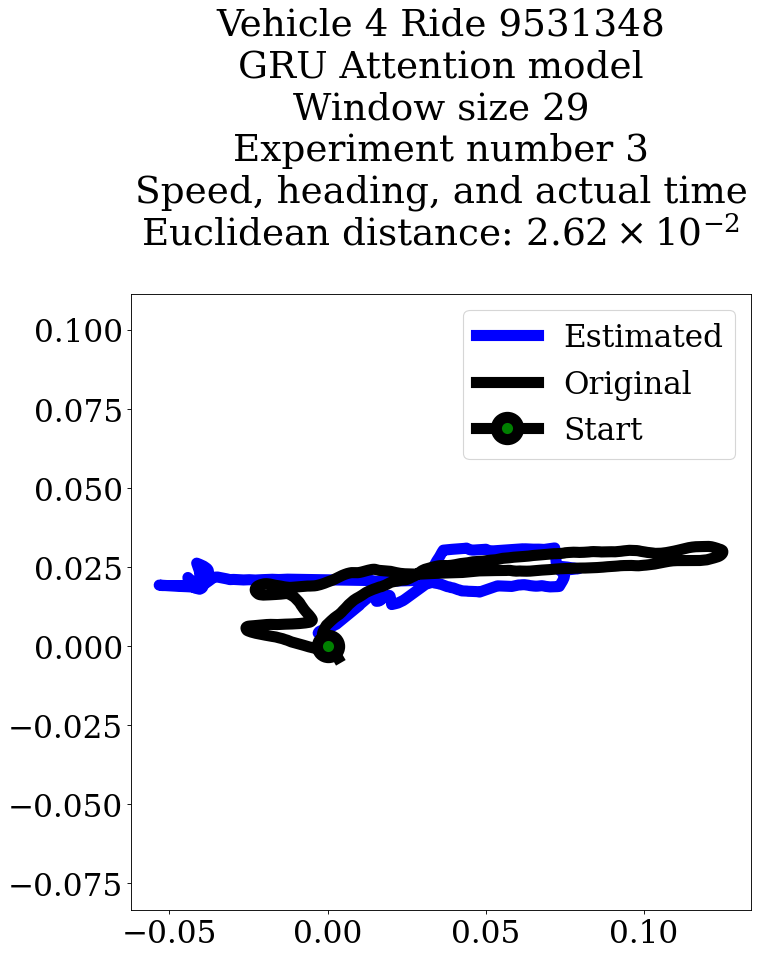 Vehicle 4 Ride 9531348
GRU Attention model
Window size 29
Experiment number 3
Speed, heading, and actual time
Euclidean distance: 2.62 × 10⁻²
Estimated
Original
Start
0.100
0.075
0.050
0.025
0.000
−0.025
−0.050
−0.075
−0.05 0.00 0.05 0.10